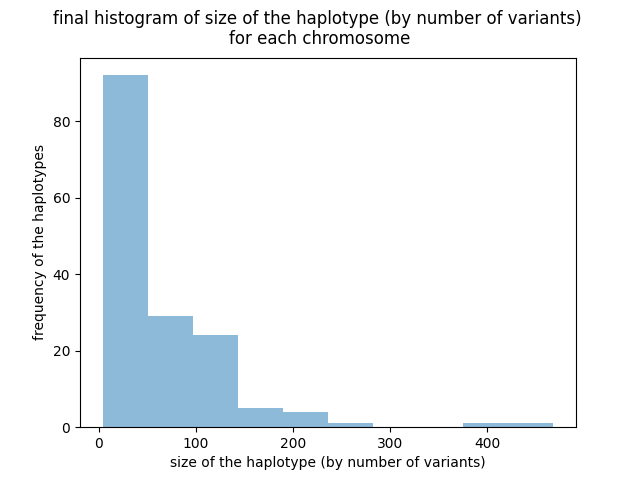 final histogram of size of the haplotype (by number of variants)
for each chromosome
frequency of the haplotypes
80
60
40
20
0
0 100 200 300 400
size of the haplotype (by number of variants)